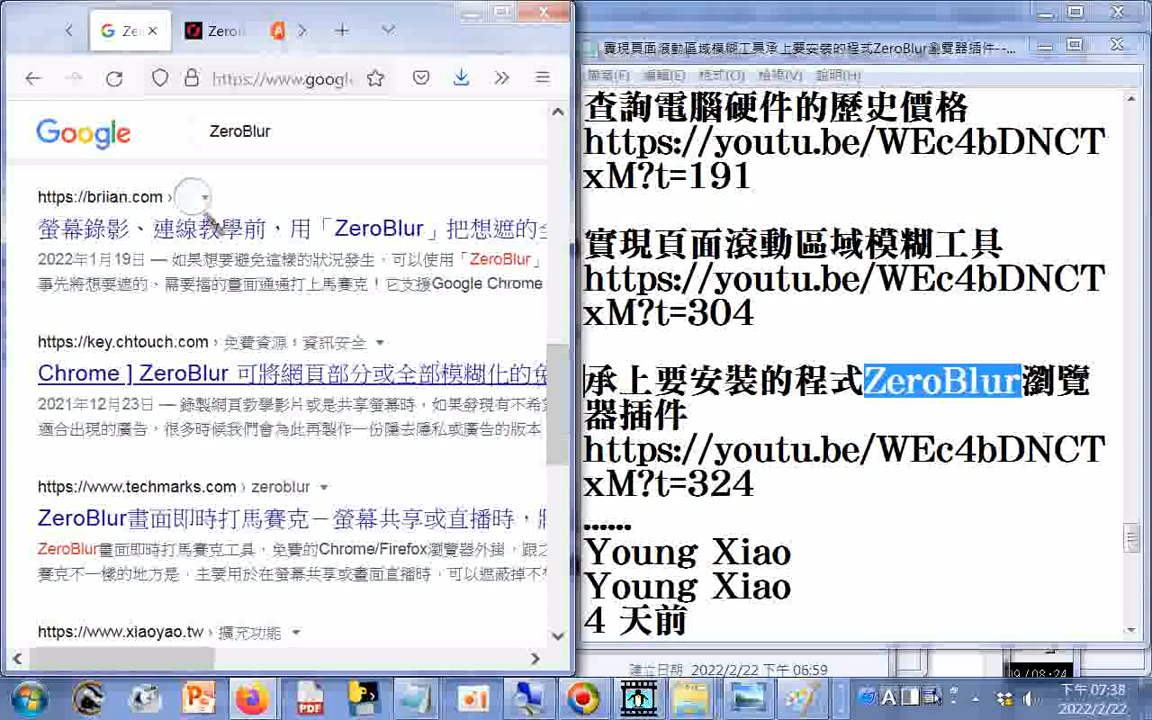 Zer
Zero
https://www.googl
Google
ZeroBlur
https://briian.com ›
螢幕錄影、連線教學前，用「ZeroBlur」把想遮的
2022年1月19日 — 如果想要避免這樣的狀況發生，可以使用「ZeroBlur」
事先將想要遮的、需要擋的畫面通通打上馬賽克！它支援Google Chrome
https://key.chtouch.com › 免費資源 › 資訊安全
Chrome ] ZeroBlur 可將網頁部分或全部模糊化的免
2021年12月23日 — 錄製網頁教學影片或是共享螢幕時，如果發現有不希
適合出現的廣告，很多時候我們會為此再製作一份隱去隱私或廣告的版本
https://www.techmarks.com › zeroblur
ZeroBlur畫面即時打馬賽克－螢幕共享或直播時，
ZeroBlur畫面即時打馬賽克工具，免費的Chrome/Firefox瀏覽器外掛，跟之
賽克不一樣的地方是，主要用於在螢幕共享或畫面直播時，可以遮蔽掉不
https://www.xiaoyao.tw › 擴充功能
實現頁面滾動區域模糊工具承上要安裝的程式ZeroBlur瀏覽器插件--...
檔案(F) 編輯(E) 格式(O) 檢視(V) 說明(H)
查詢電腦硬件的歷史價格
https://youtu.be/WEc4bDNCT
xM?t=191
實現頁面滾動區域模糊工具
https://youtu.be/WEc4bDNCT
xM?t=304
承上要安裝的程式ZeroBlur瀏覽
器插件
https://youtu.be/WEc4bDNCT
xM?t=324
......
Young Xiao
Young Xiao
4 天前
建立日期 2022/2/22 下午 06:59
下午 07:38
2022/2/22